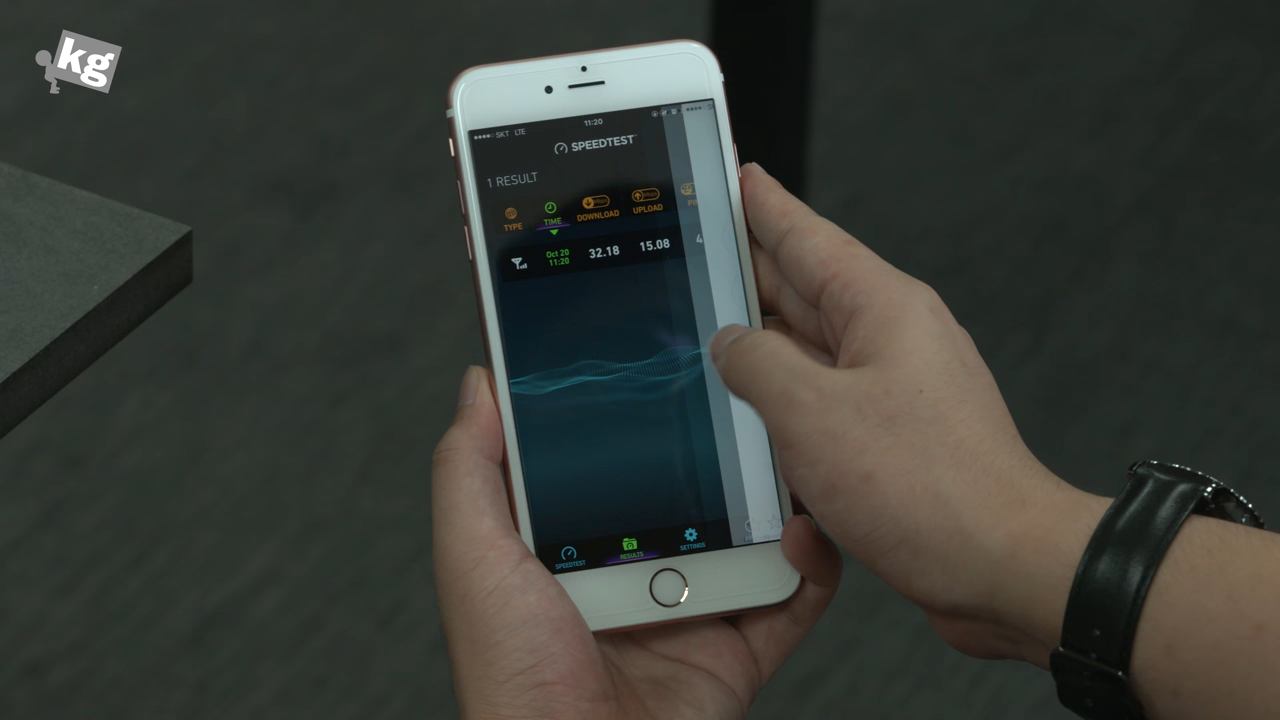 kg
SKT LTE
11:20
SPEEDTEST
1 RESULT
TYPE
TIME
DOWNLOAD
UPLOAD
Oct 20
11:20
32.18
15.08
4
SPEEDTEST
RESULTS
SETTINGS